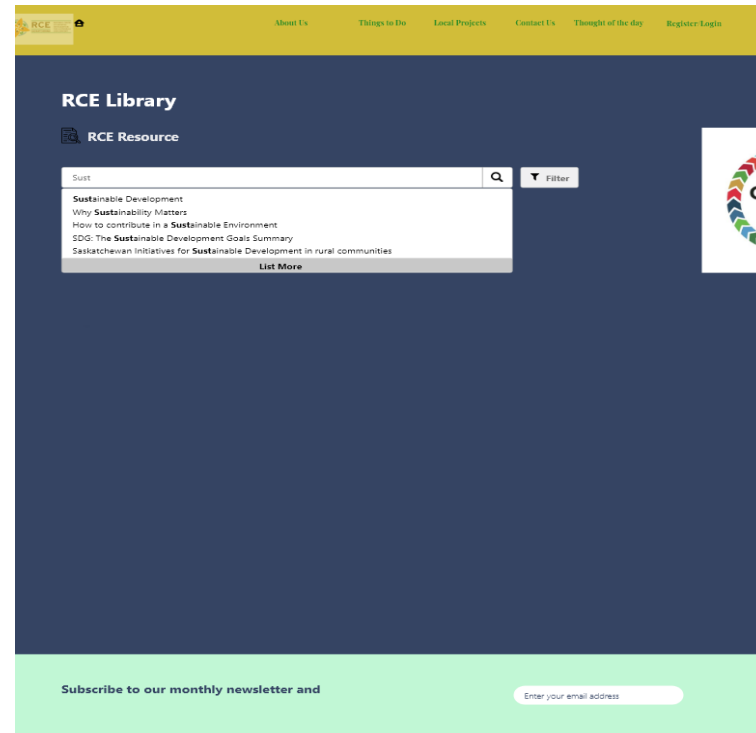 RCE
About Us
Things to Do
Local Projects
Contact Us
Thought of the day
Register/Login
RCE Library
RCE Resource
Sust
Filter
Sustainable Development
Why Sustainability Matters
How to contribute in a Sustainable Environment
SDG: The Sustainable Development Goals Summary
Saskatchewan Initiatives for Sustainable Development in rural communities
List More
Subscribe to our monthly newsletter and
Enter your email address